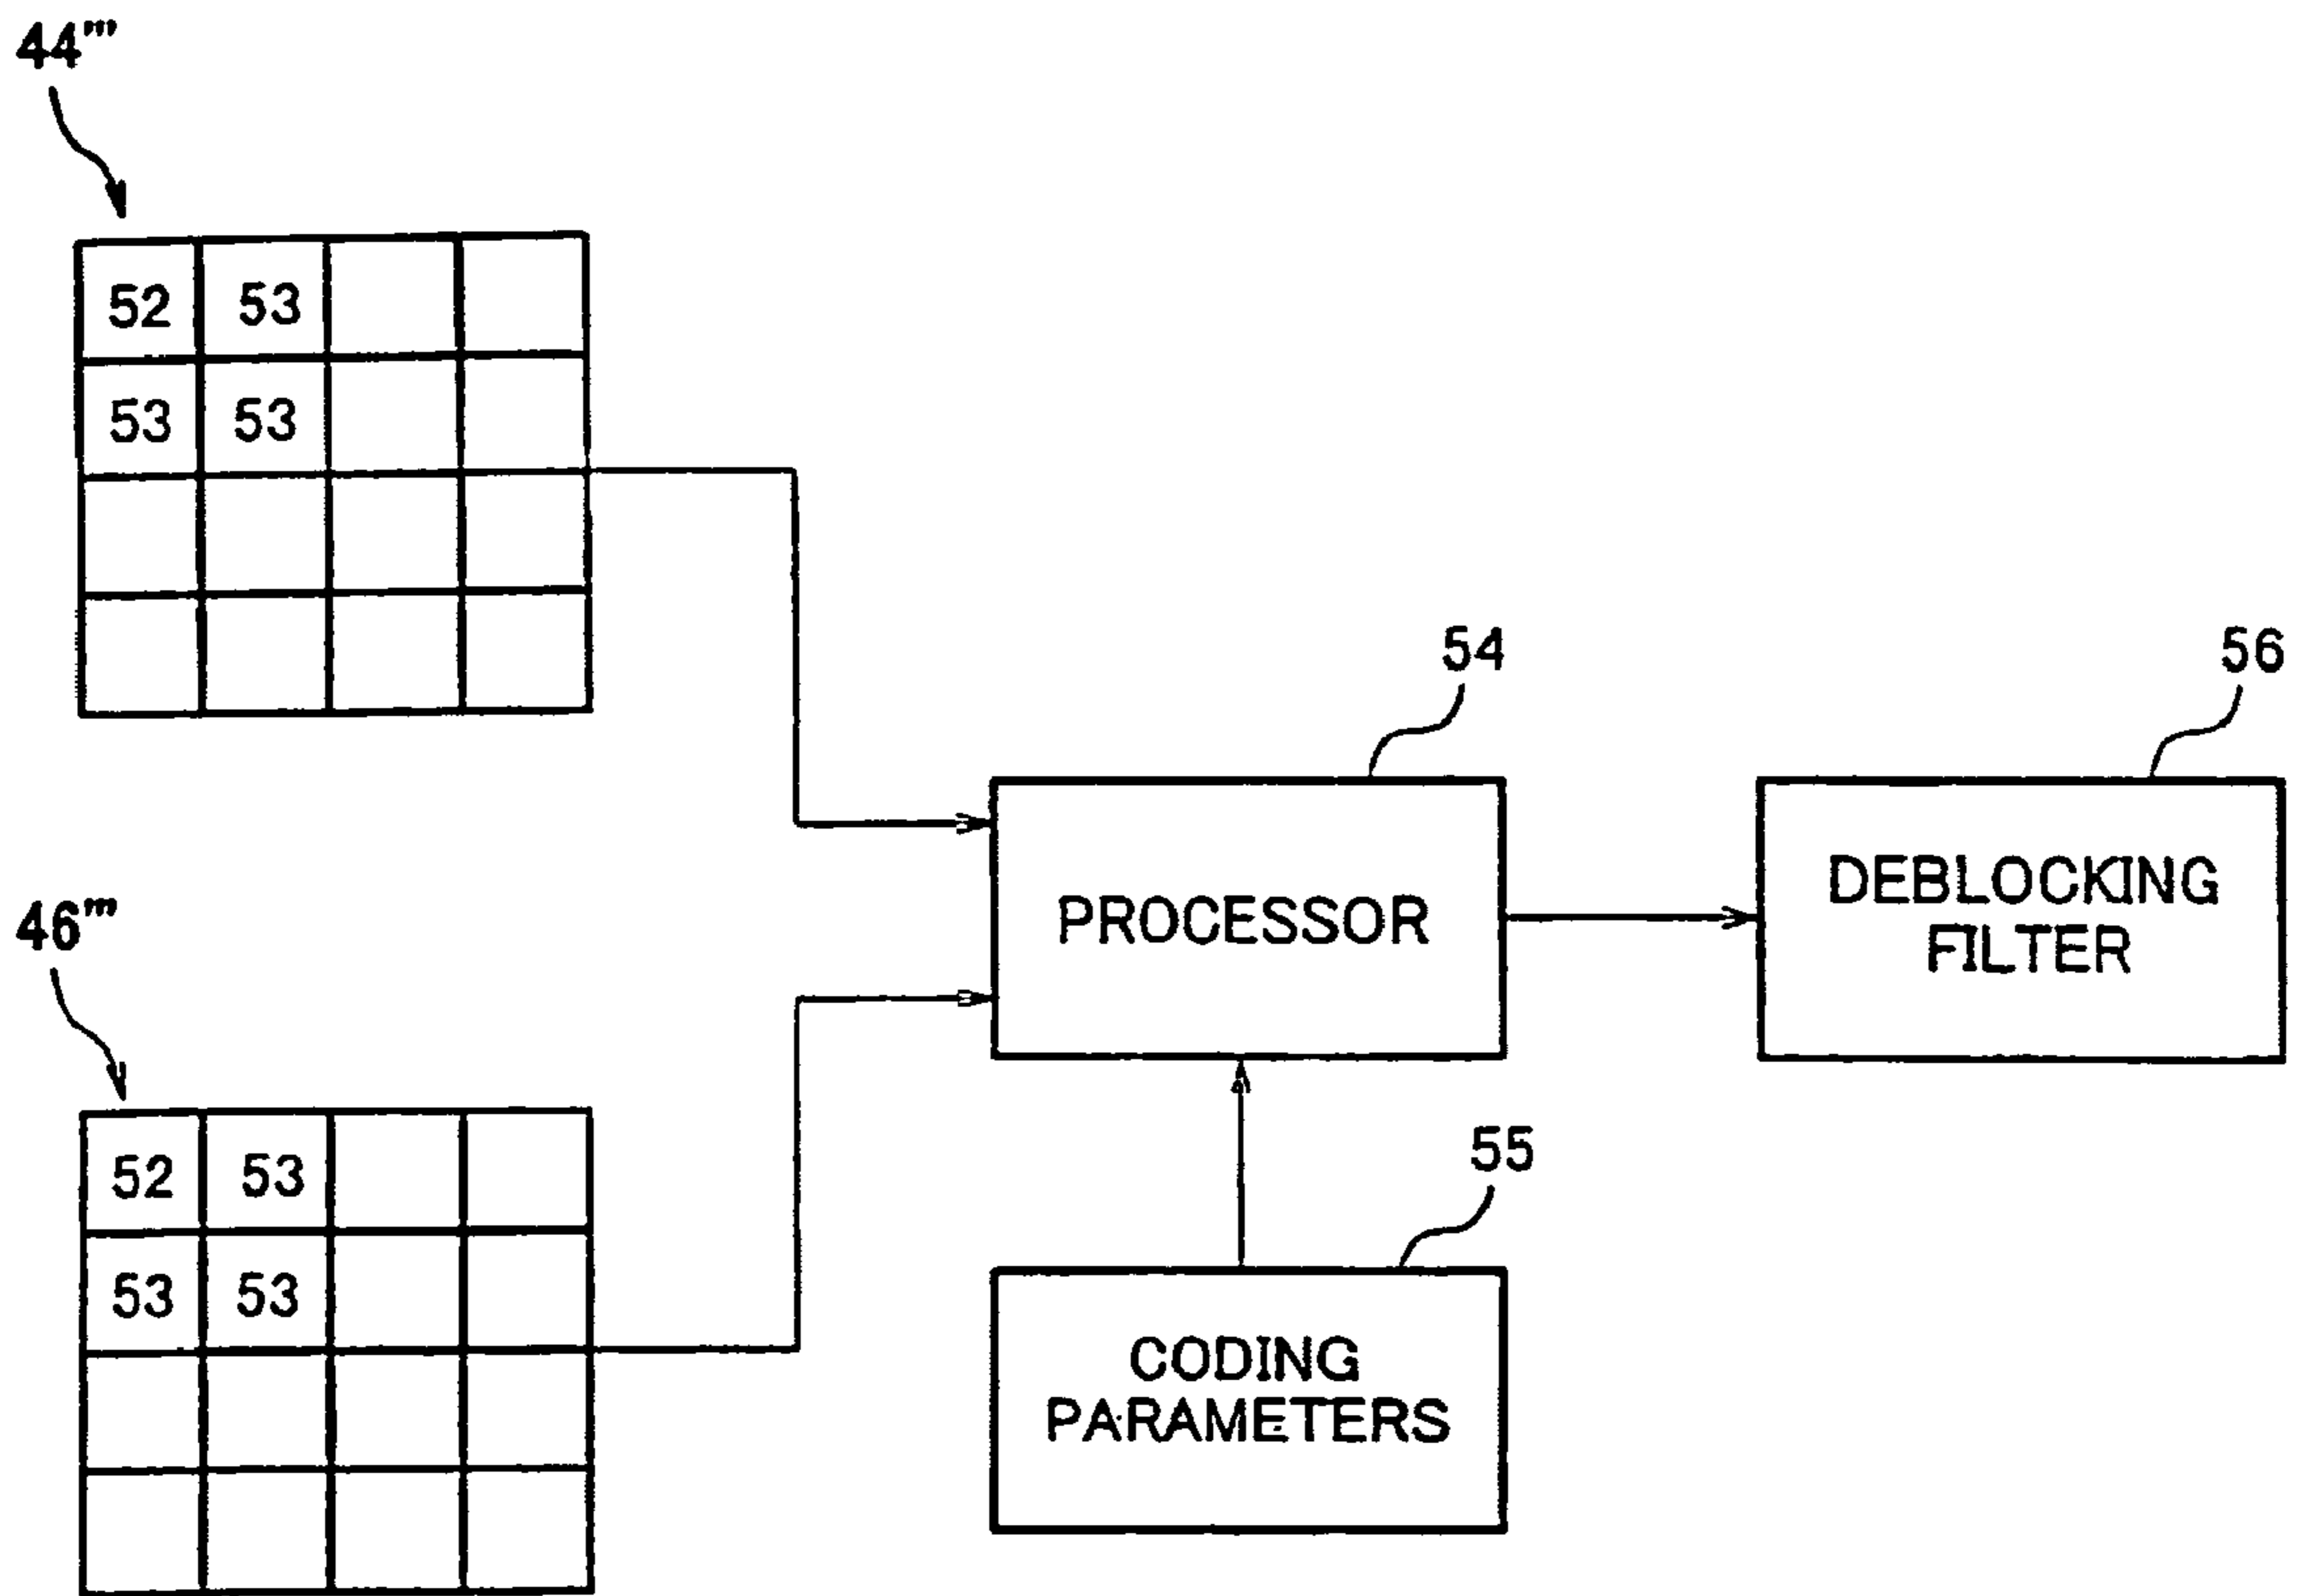 44'''
52 53
53 53
54
56
PROCESSOR
DEBLOCKING
FILTER
46'''
52 53
53 53
55
CODING
PARAMETERS